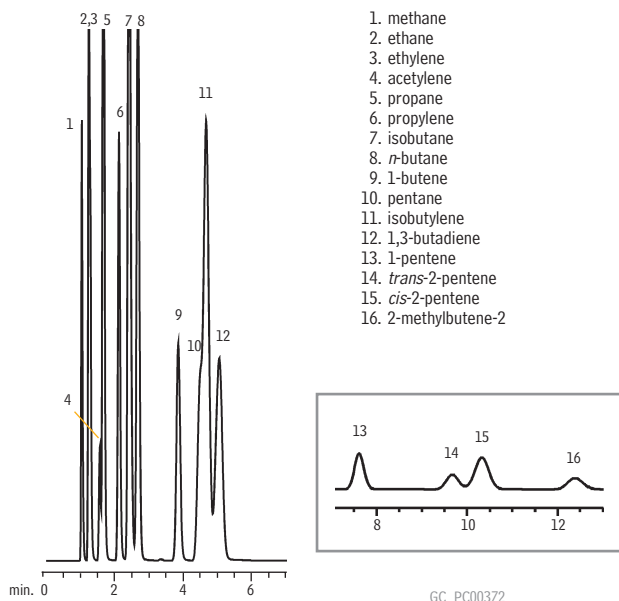 2,3 5 7 8
1
6
11
4
9
10
12
min. 0 2 4 6
1. methane
2. ethane
3. ethylene
4. acetylene
5. propane
6. propylene
7. isobutane
8. n-butane
9. 1-butene
10. pentane
11. isobutylene
12. 1,3-butadiene
13. 1-pentene
14. trans-2-pentene
15. cis-2-pentene
16. 2-methylbutene-2
13
14
15
16
8 10 12
GC_PC00372